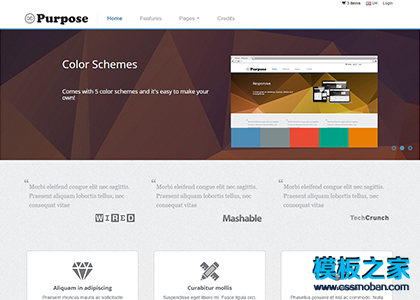 3 items UK Login
Purpose Home Features Pages Credits
Color Schemes
Comes with 5 color schemes and it's easy to make your own!
Purpose
Responsive
Morbi eleifend congue elit nec sagittis.
Praesent aliquam lobortis tellus, nec
consequat vitae
WIRED
Morbi eleifend congue elit nec sagittis.
Praesent aliquam lobortis tellus, nec
consequat vitae
Mashable
Morbi eleifend congue elit nec sagittis.
Praesent aliquam lobortis tellus, nec
consequat vitae
TechCrunch
Aliquam in adipiscing
Praesent rhoncus mauris ac sollicitudin
Curabitur mollis
Suspendisse eget libero mi. Fusce ligula orci,
Phasellus posuere et nisl ac commodo. Nulla
模板之家
www.cssmoban.com